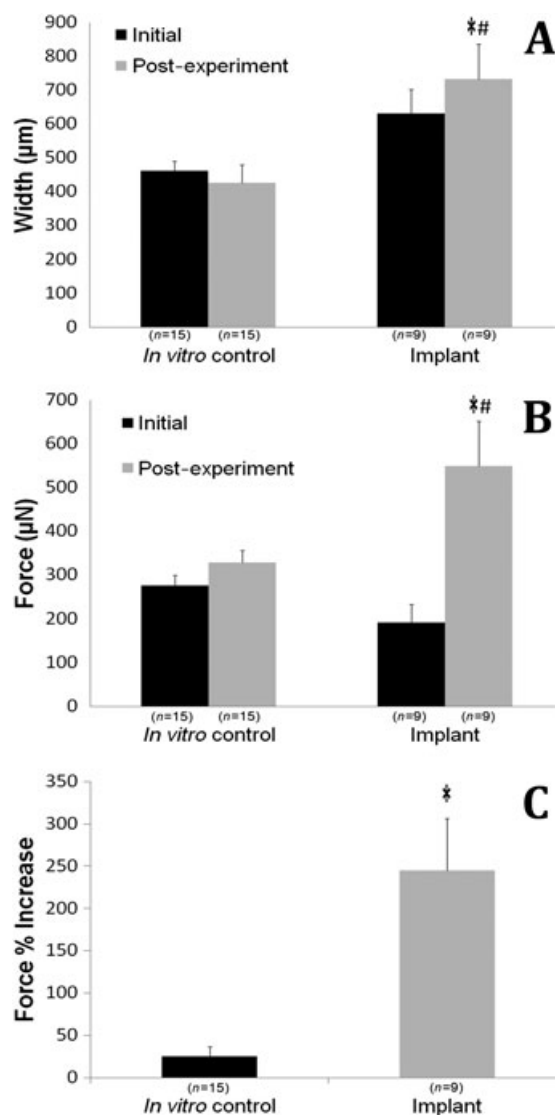 900
800
700
600
500
400
300
200
100
0
Width (µm)
Initial
Post-experiment
*#
A
(n=15) (n=15) (n=9) (n=9)
In vitro control Implant
700
600
500
400
300
200
100
0
Force (µN)
Initial
Post-experiment
*#
B
(n=15) (n=15) (n=9) (n=9)
In vitro control Implant
350
300
250
200
150
100
50
0
Force % Increase
*
C
(n=15) (n=9)
In vitro control Implant